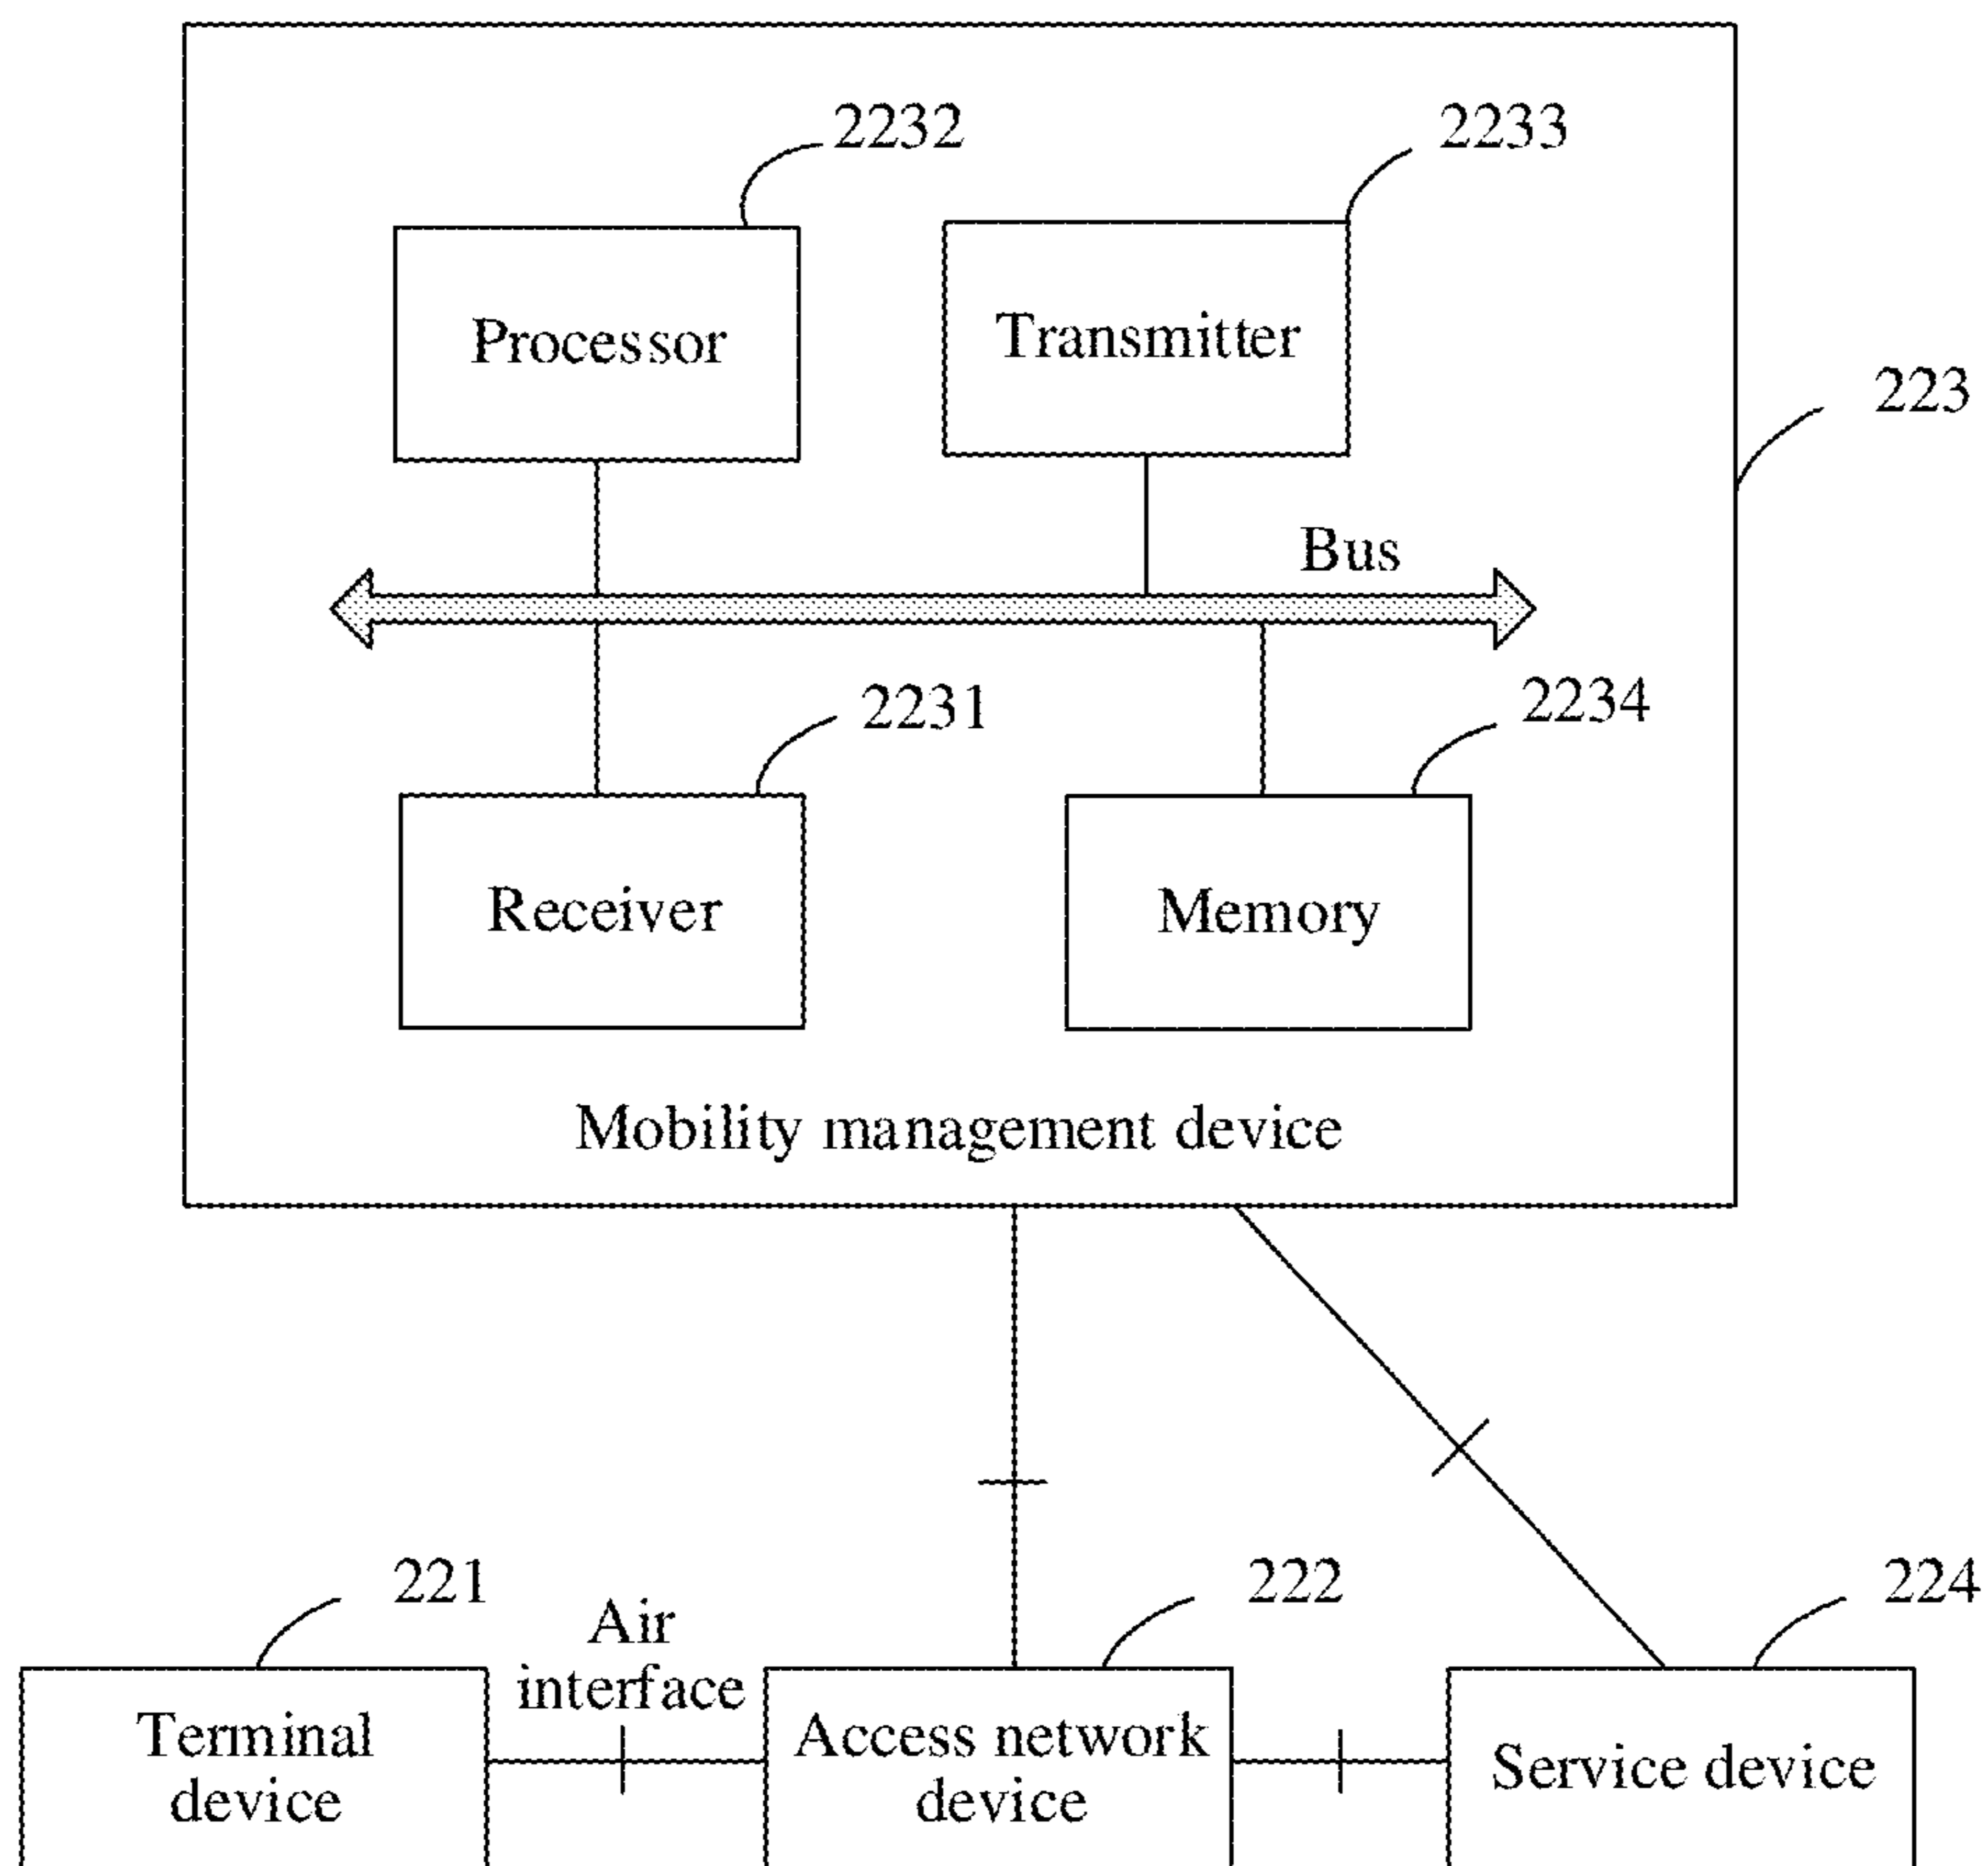 2232
2233
Processor
Transmitter
223
Bus
2231
2234
Receiver
Memory
Mobility management device
221
Air
interface
222
224
Terminal
device
Access network
device
Service device